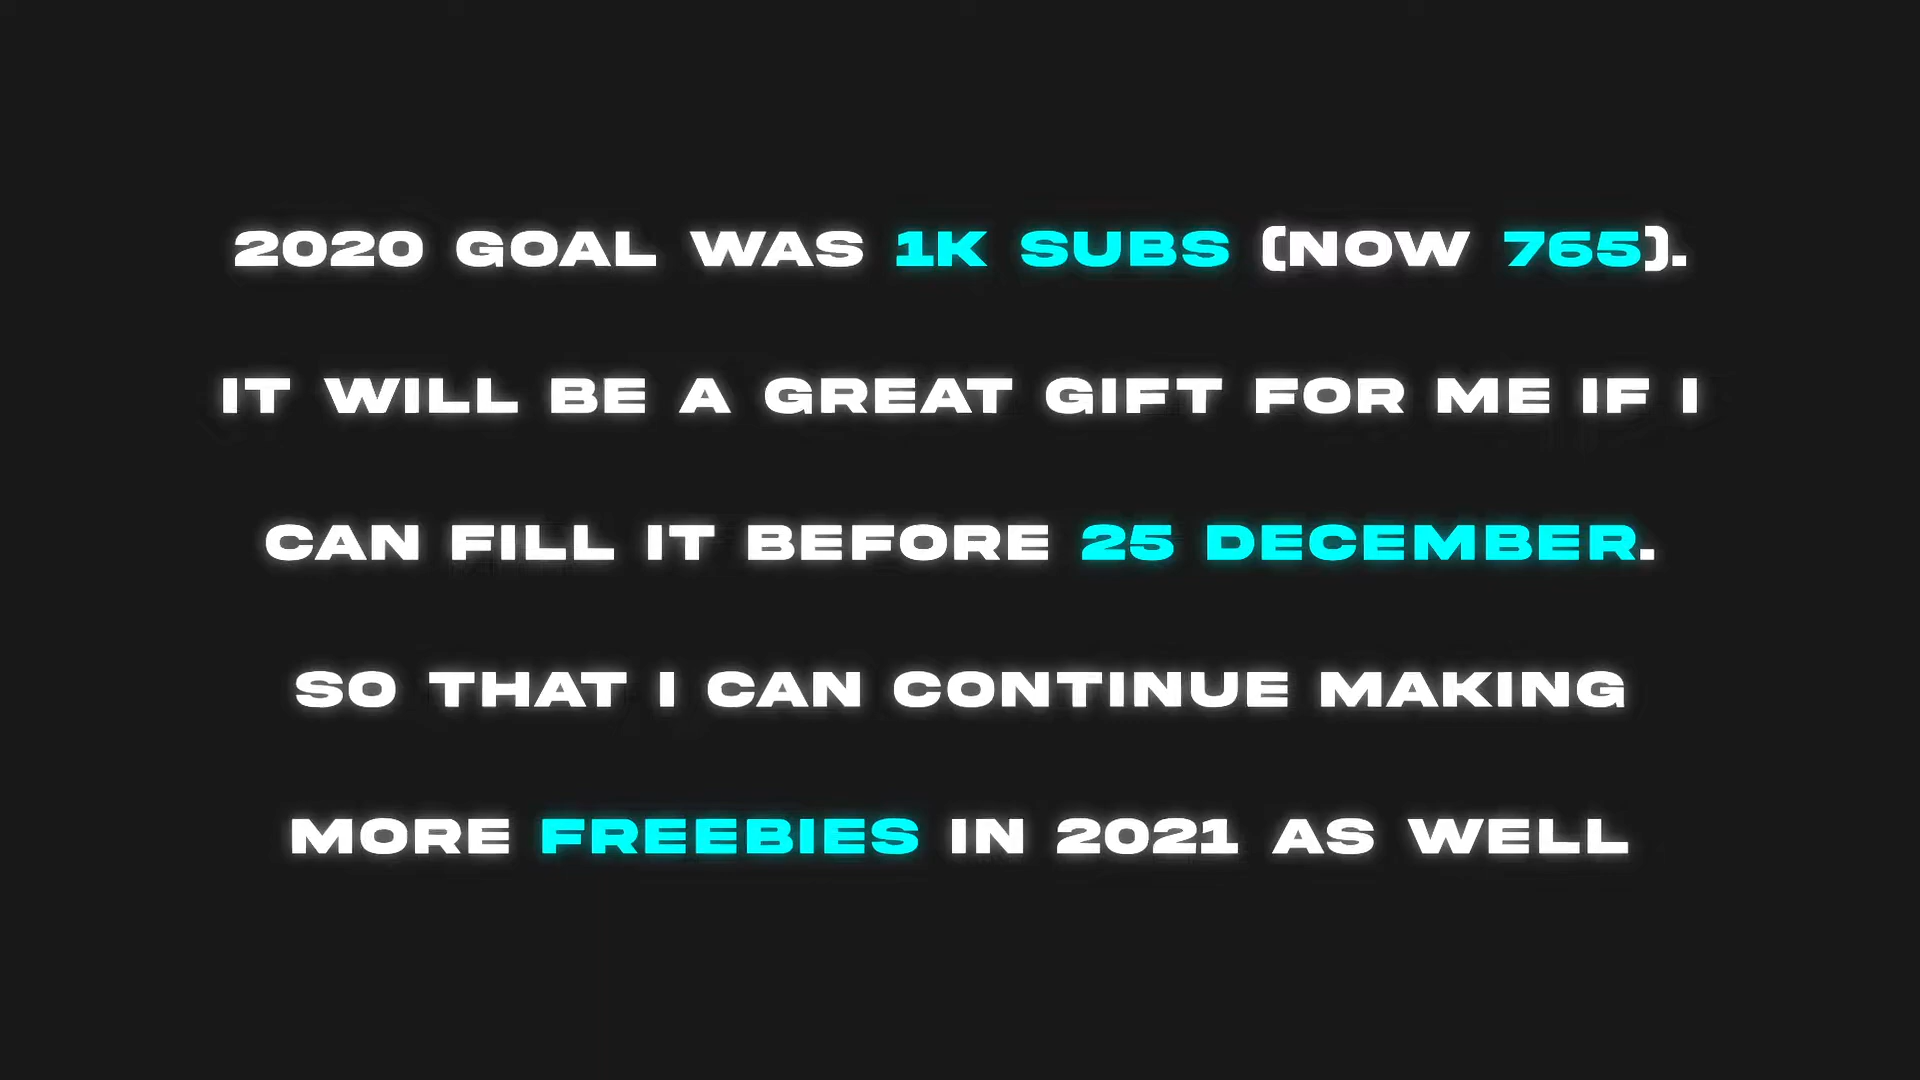 2020 GOAL WAS 1K SUBS (NOW 765).
IT WILL BE A GREAT GIFT FOR ME IF I
CAN FILL IT BEFORE 25 DECEMBER.
SO THAT I CAN CONTINUE MAKING
MORE FREEBIES IN 2021 AS WELL